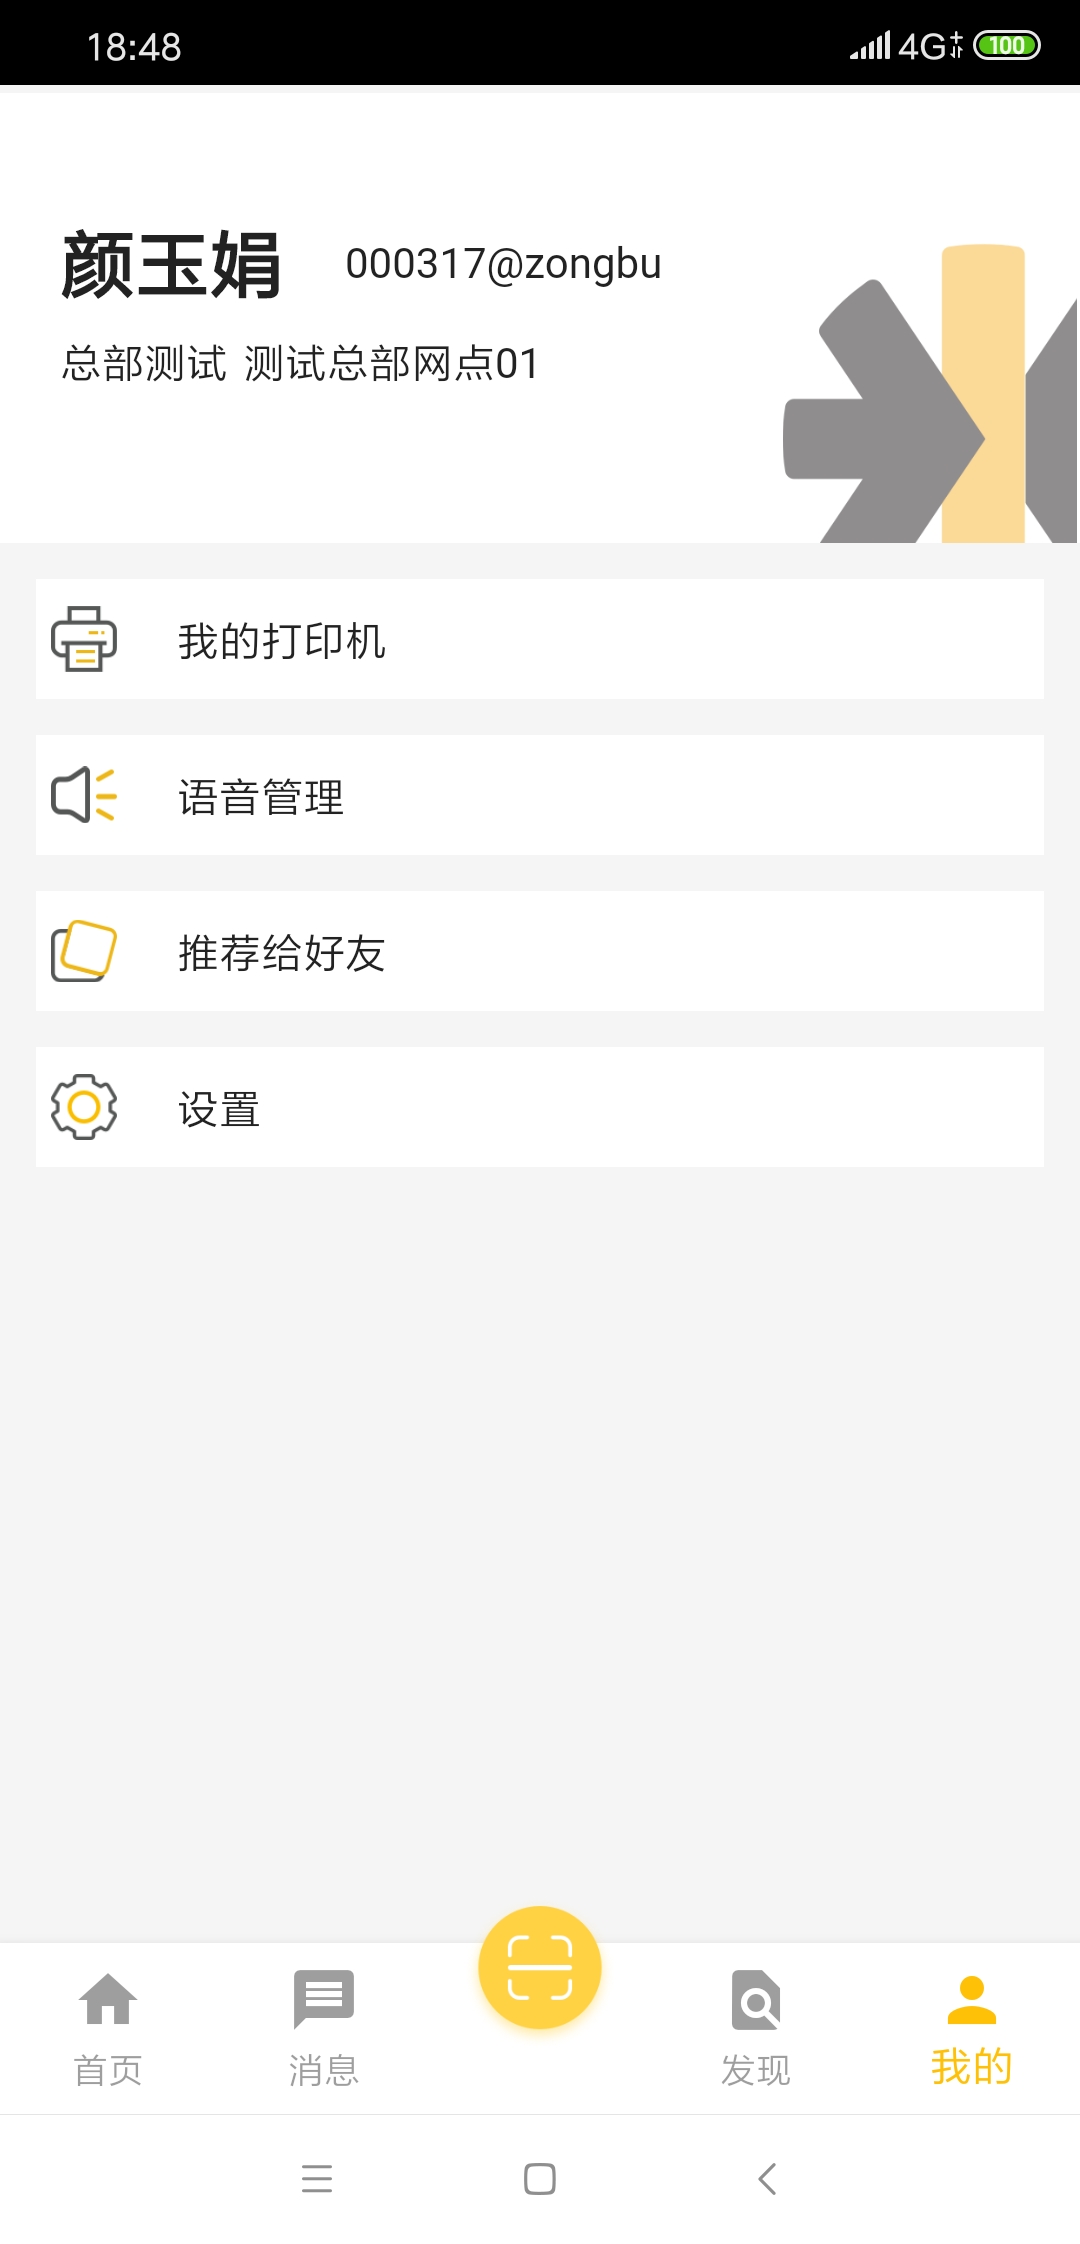 18:48
4G
100
颜玉娟 000317@zongbu
总部测试 测试总部网点01
我的打印机
语音管理
推荐给好友
设置
首页
消息
发现
我的